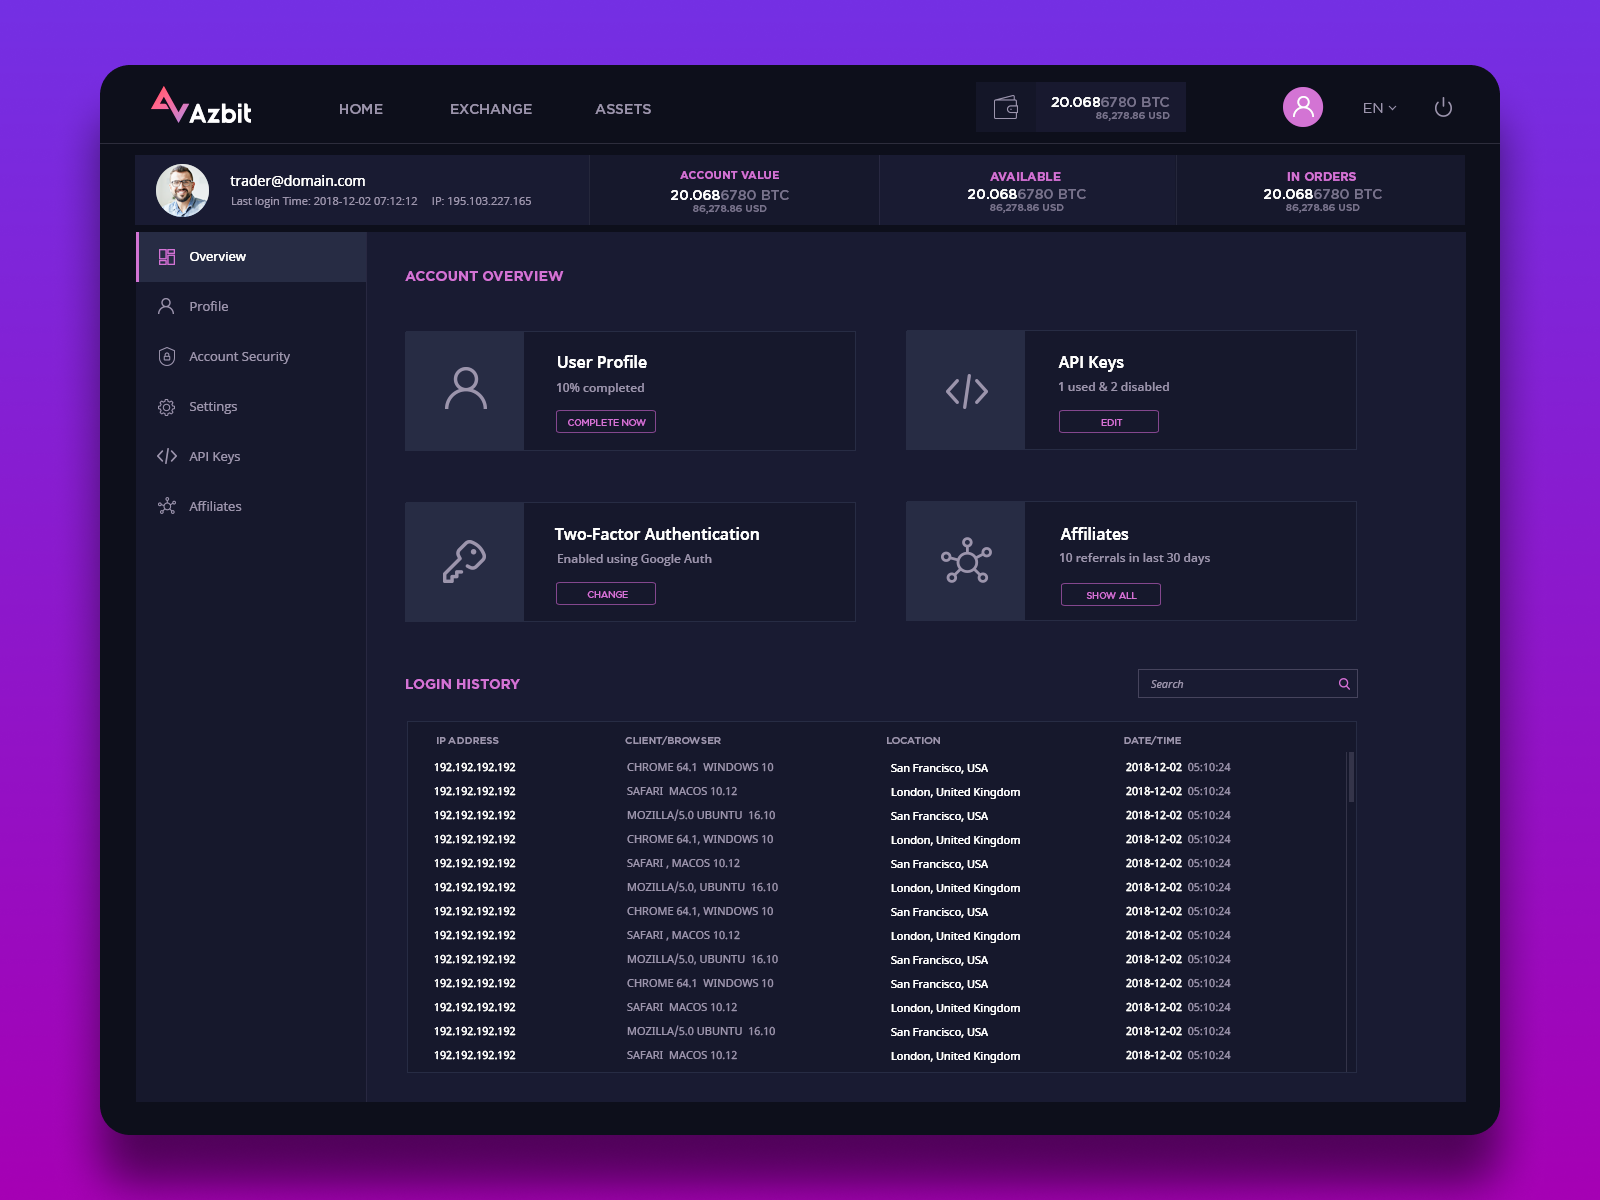 Azbit
HOME EXCHANGE ASSETS
20.0686780 BTC
86,278.86 USD
EN
trader@domain.com
Last login Time: 2018-12-02 07:12:12 IP: 195.103.227.165
ACCOUNT VALUE
20.0686780 BTC
86,278.86 USD
AVAILABLE
20.0686780 BTC
86,278.86 USD
IN ORDERS
20.0686780 BTC
86,278.86 USD
Overview
Profile
Account Security
Settings
API Keys
Affiliates
ACCOUNT OVERVIEW
User Profile
10% completed
COMPLETE NOW
API Keys
1 used & 2 disabled
EDIT
Two-Factor Authentication
Enabled using Google Auth
CHANGE
Affiliates
10 referrals in last 30 days
SHOW ALL
LOGIN HISTORY
Search
IP ADDRESS CLIENT/BROWSER LOCATION DATE/TIME
192.192.192.192 CHROME 64.1 WINDOWS 10 San Francisco, USA 2018-12-02 05:10:24
192.192.192.192 SAFARI MACOS 10.12 London, United Kingdom 2018-12-02 05:10:24
192.192.192.192 MOZILLA/5.0 UBUNTU 16.10 San Francisco, USA 2018-12-02 05:10:24
192.192.192.192 CHROME 64.1, WINDOWS 10 London, United Kingdom 2018-12-02 05:10:24
192.192.192.192 SAFARI , MACOS 10.12 San Francisco, USA 2018-12-02 05:10:24
192.192.192.192 MOZILLA/5.0, UBUNTU 16.10 London, United Kingdom 2018-12-02 05:10:24
192.192.192.192 CHROME 64.1, WINDOWS 10 San Francisco, USA 2018-12-02 05:10:24
192.192.192.192 SAFARI , MACOS 10.12 London, United Kingdom 2018-12-02 05:10:24
192.192.192.192 MOZILLA/5.0, UBUNTU 16.10 San Francisco, USA 2018-12-02 05:10:24
192.192.192.192 CHROME 64.1 WINDOWS 10 San Francisco, USA 2018-12-02 05:10:24
192.192.192.192 SAFARI MACOS 10.12 London, United Kingdom 2018-12-02 05:10:24
192.192.192.192 MOZILLA/5.0 UBUNTU 16.10 San Francisco, USA 2018-12-02 05:10:24
192.192.192.192 SAFARI MACOS 10.12 London, United Kingdom 2018-12-02 05:10:24